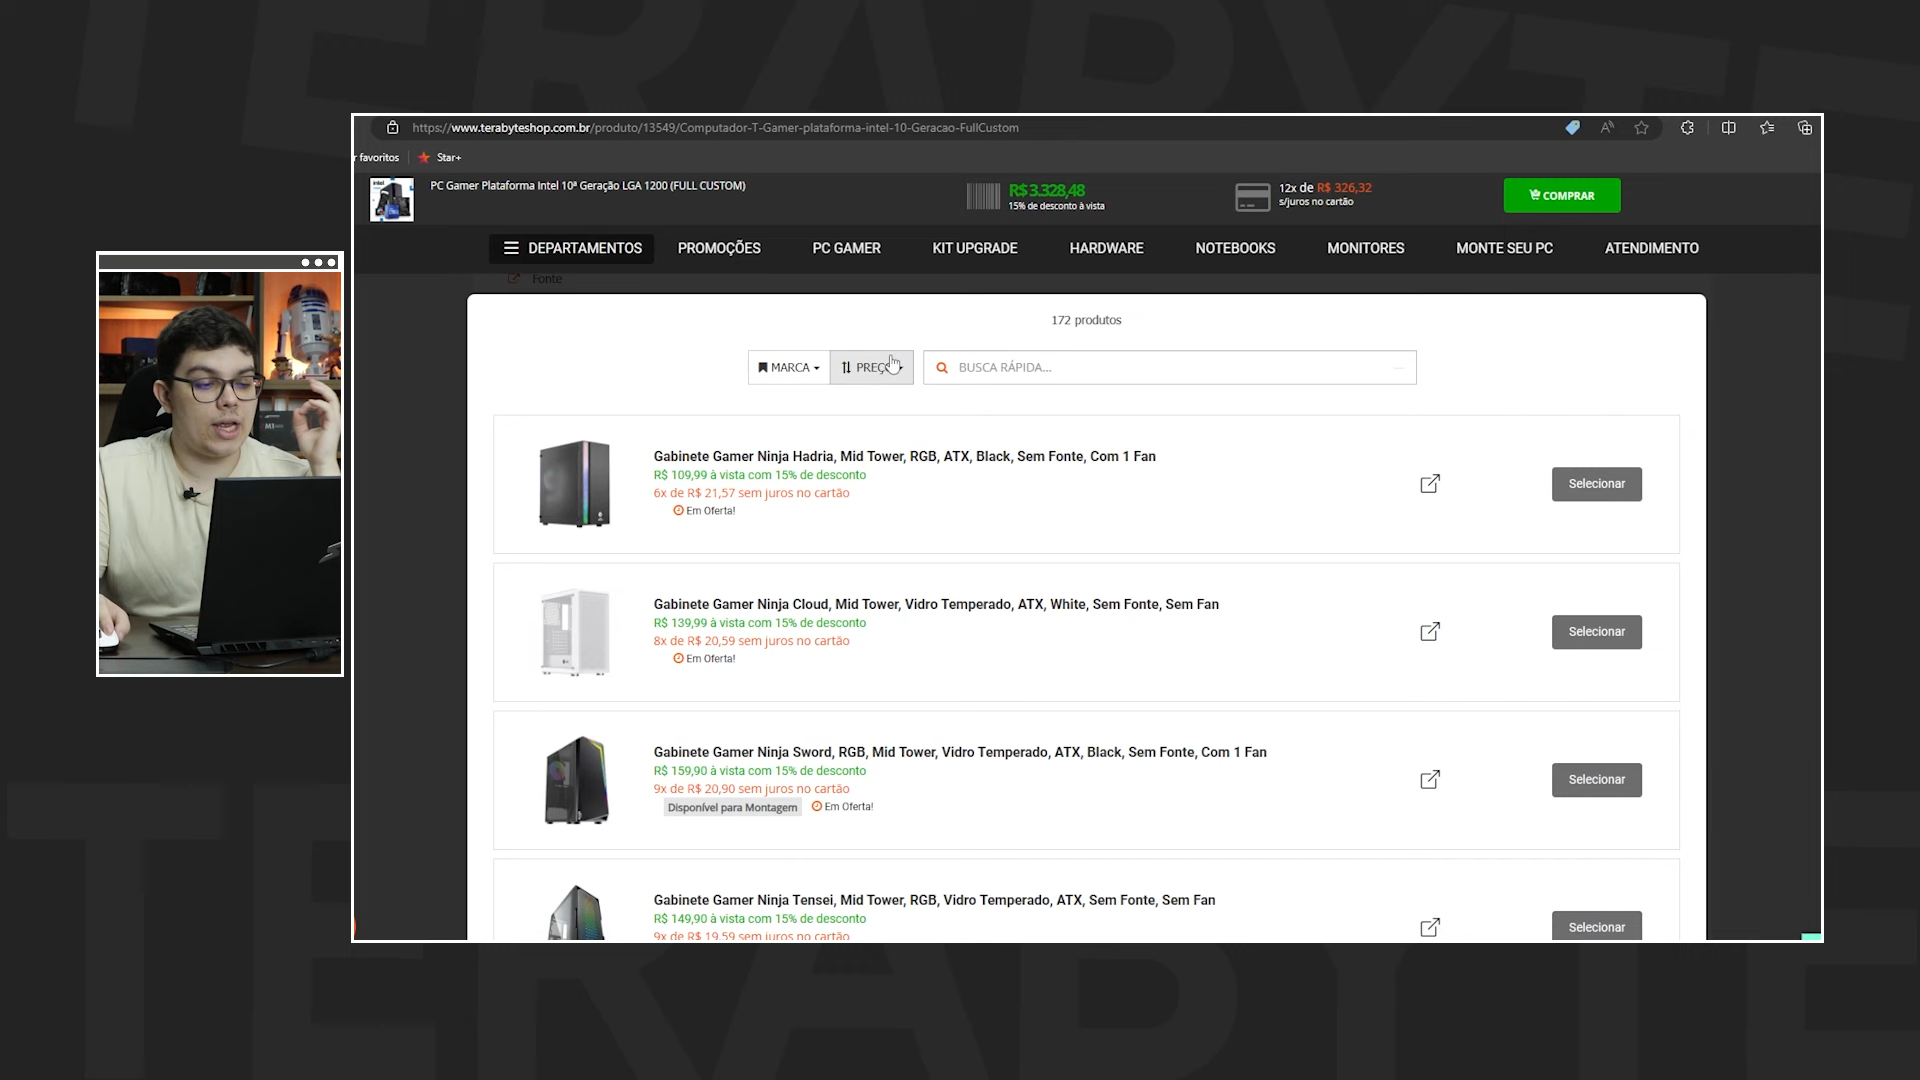 TERABYTE
https://www.terabyteshop.com.br/produto/13549/Computador-T-Gamer-plataforma-intel-10-Geracao-FullCustom
r favoritos
Star+
PC Gamer Plataforma Intel 10ª Geração LGA 1200 (FULL CUSTOM)
R$ 3.328,48
15% de desconto à vista
12x de R$ 326,32
s/juros no cartão
COMPRAR
DEPARTAMENTOS
PROMOÇÕES
PC GAMER
KIT UPGRADE
HARDWARE
NOTEBOOKS
MONITORES
MONTE SEU PC
ATENDIMENTO
Fonte
172 produtos
MARCA
PREÇO
BUSCA RÁPIDA...
Gabinete Gamer Ninja Hadria, Mid Tower, RGB, ATX, Black, Sem Fonte, Com 1 Fan
R$ 109,99 à vista com 15% de desconto
6x de R$ 21,57 sem juros no cartão
Em Oferta!
Selecionar
Gabinete Gamer Ninja Cloud, Mid Tower, Vidro Temperado, ATX, White, Sem Fonte, Sem Fan
R$ 139,99 à vista com 15% de desconto
8x de R$ 20,59 sem juros no cartão
Em Oferta!
Selecionar
Gabinete Gamer Ninja Sword, RGB, Mid Tower, Vidro Temperado, ATX, Black, Sem Fonte, Com 1 Fan
R$ 159,90 à vista com 15% de desconto
9x de R$ 20,90 sem juros no cartão
Disponível para Montagem
Em Oferta!
Selecionar
Gabinete Gamer Ninja Tensei, Mid Tower, RGB, Vidro Temperado, ATX, Sem Fonte, Sem Fan
R$ 149,90 à vista com 15% de desconto
9x de R$ 19,59 sem juros no cartão
Selecionar
TERABYTE